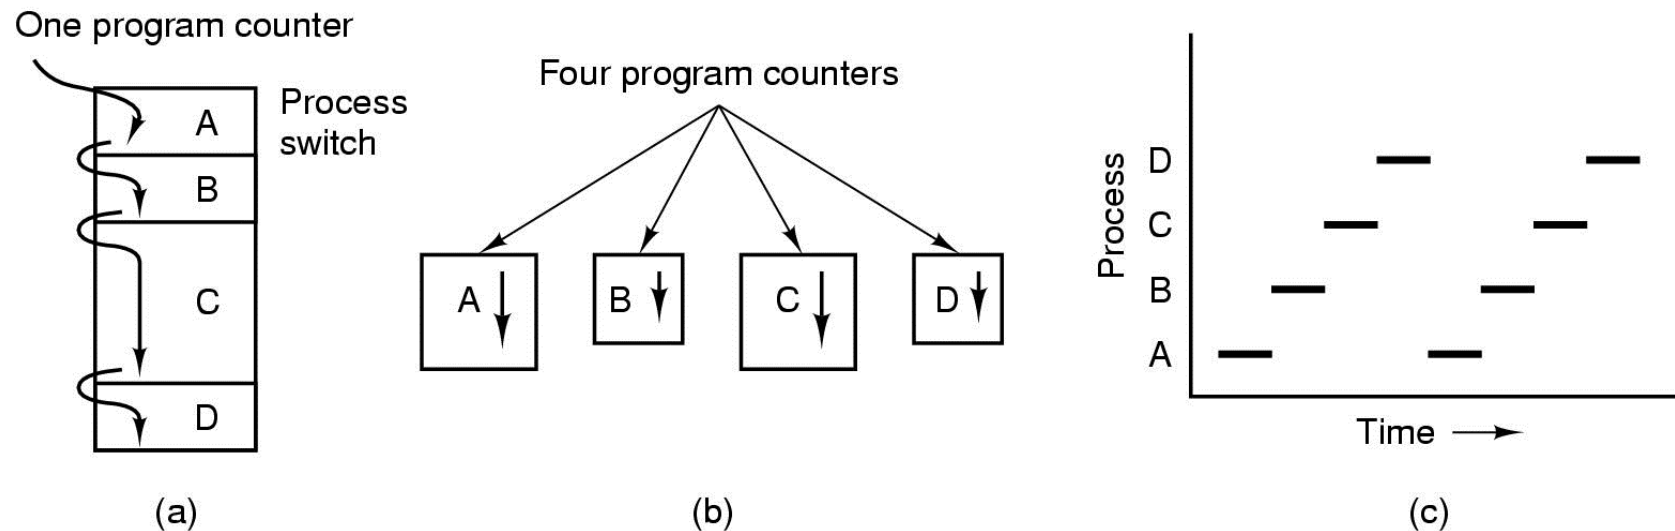 One program counter
A
Process
switch
B
C
D
(a)
Four program counters
A
B
C
D
(b)
Process
D
C
B
A
Time
(c)